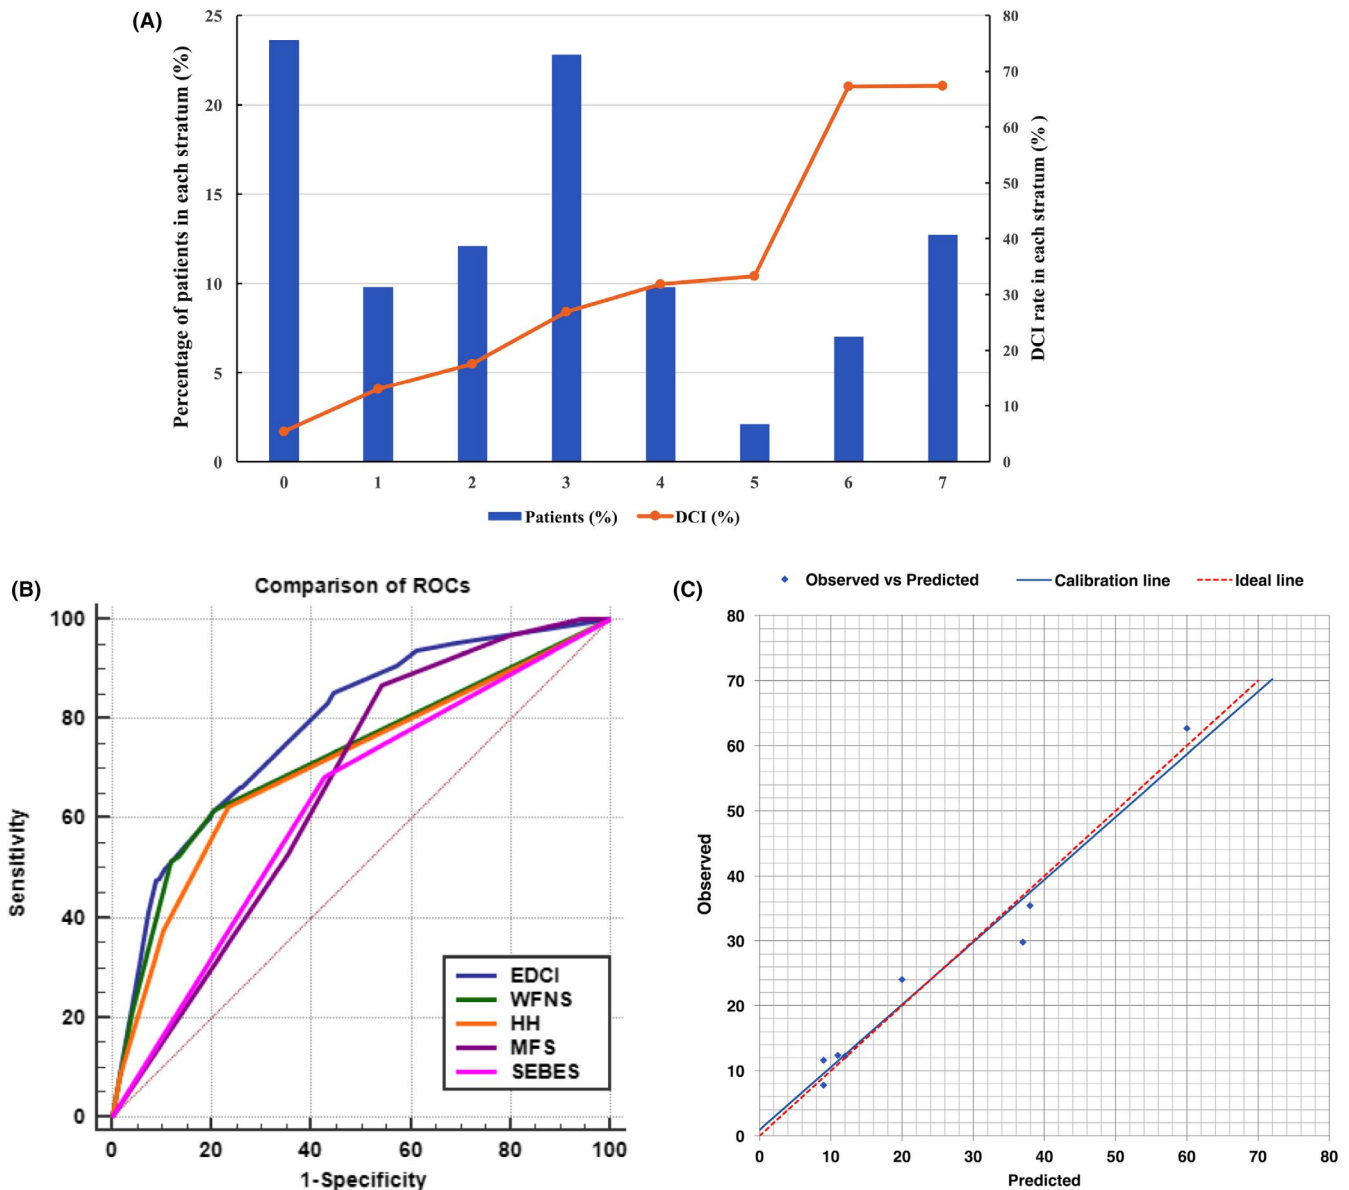 (A)
Percentage of patients in each stratum (%)
25
20
15
10
5
0
80
70
60
50
40
30
20
10
0
DCI rate in each stratum (% )
0 1 2 3 4 5 6 7
Patients (%) DCI (%)
(B)
Comparison of ROCs
Sensitivity
100
80
60
40
20
0
EDCI
WFNS
HH
MFS
SEBES
0 20 40 60 80 100
1-Specificity
(C)
Observed vs Predicted Calibration line Ideal line
Observed
80
70
60
50
40
30
20
10
0
0 10 20 30 40 50 60 70 80
Predicted